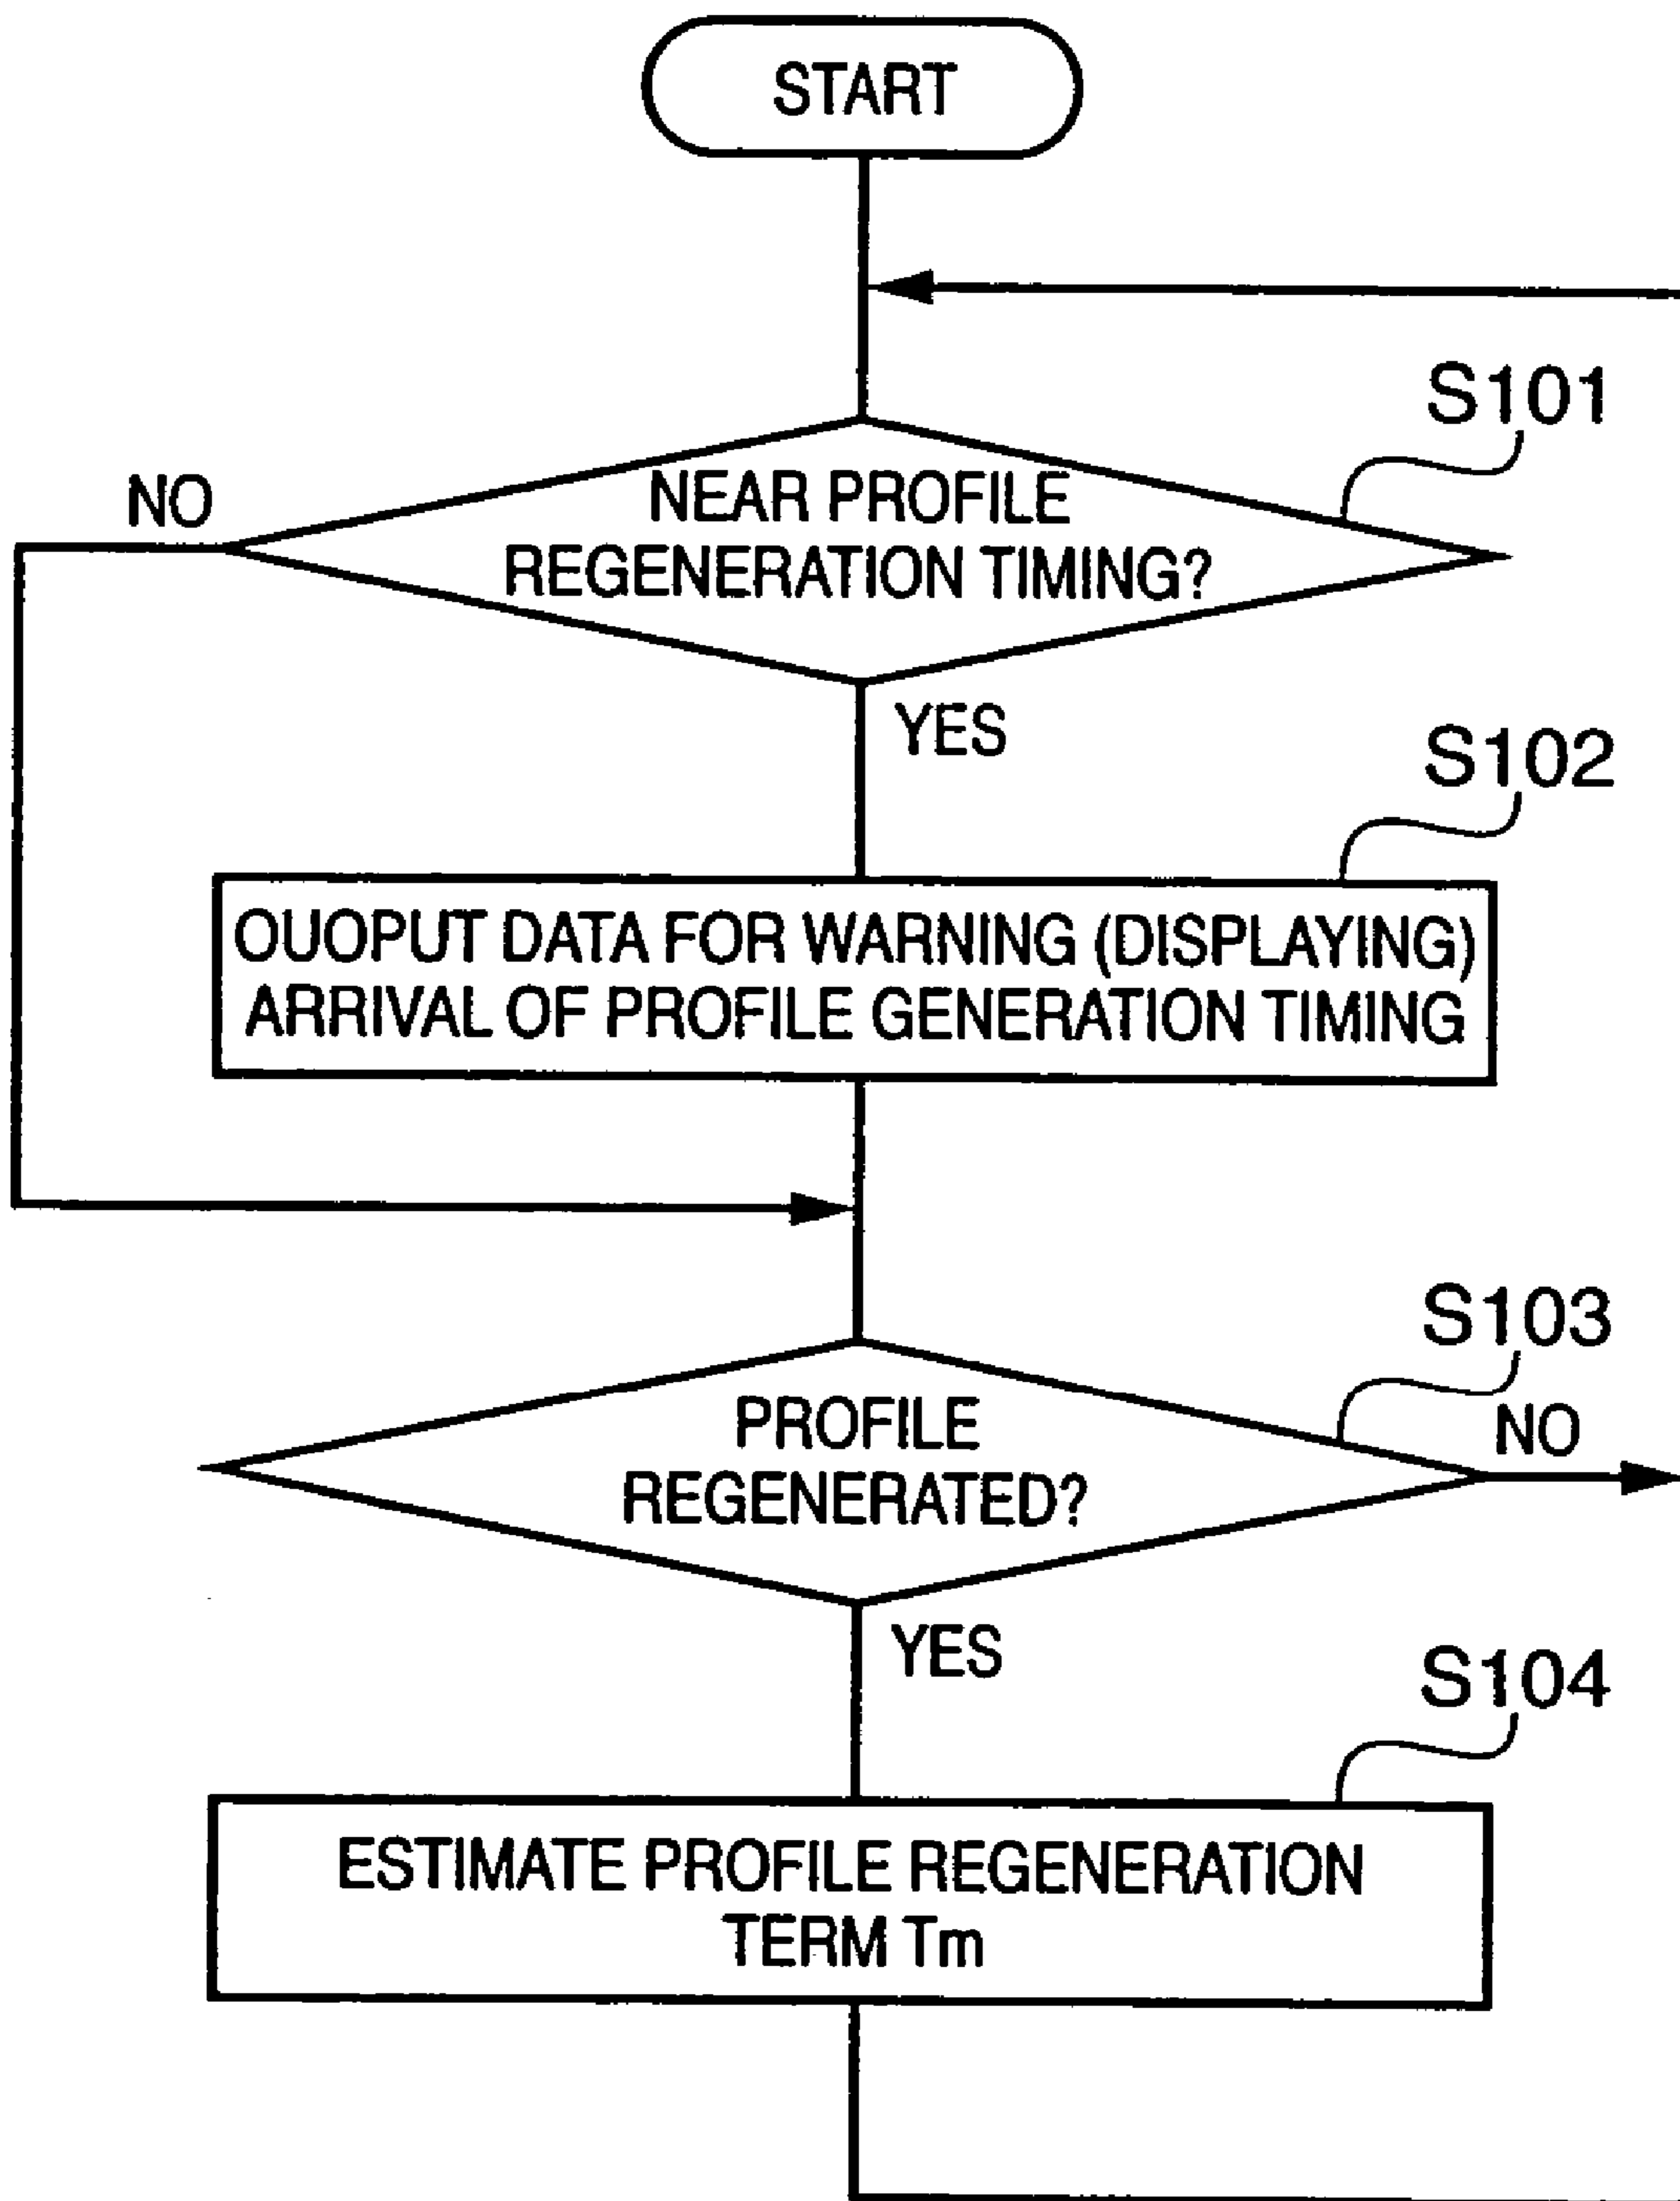 START
S101
NO
NEAR PROFILE
REGENERATION TIMING?
YES
S102
OUOPUT DATA FOR WARNING (DISPLAYING)
ARRIVAL OF PROFILE GENERATION TIMING
S103
PROFILE
REGENERATED?
NO
YES
S104
ESTIMATE PROFILE REGENERATION
TERM Tm